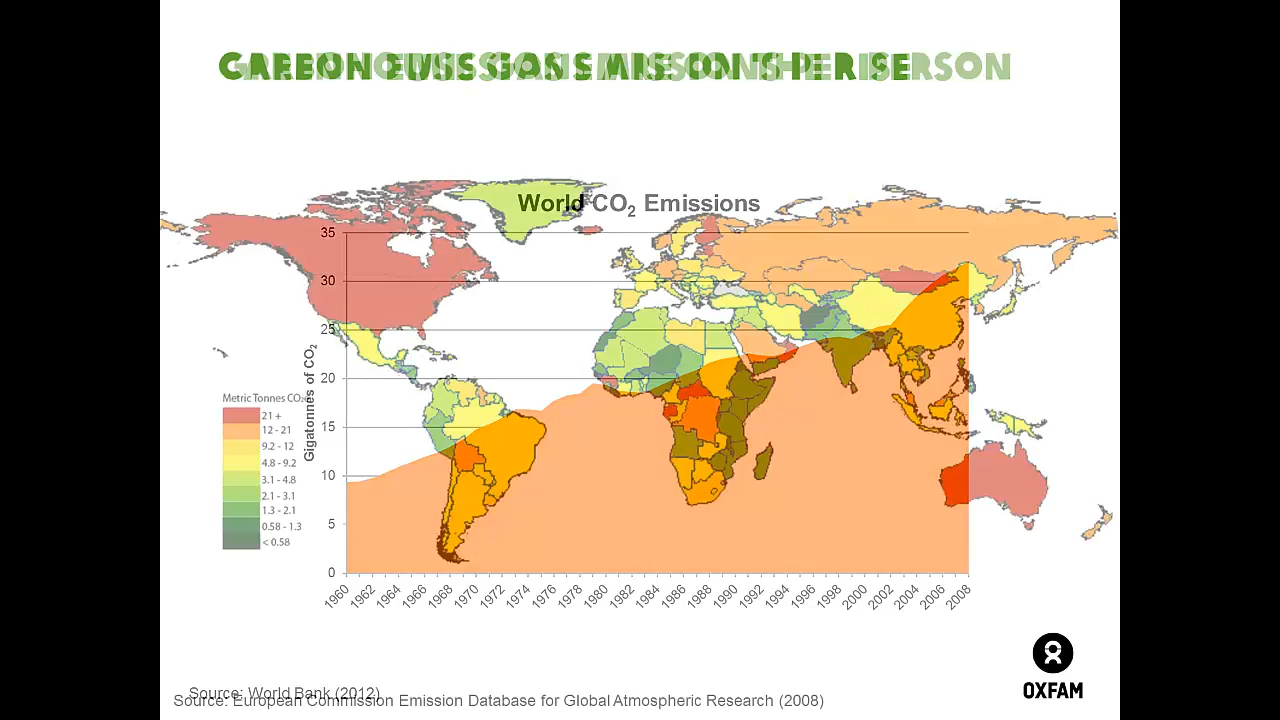 World CO₂ Emissions
35
30
25
20
15
10
5
0
Gigatonnes of CO₂
1960 1962 1964 1966 1968 1970 1972 1974 1976 1978 1980 1982 1984 1986 1988 1990 1992 1994 1996 1998 2000 2002 2004 2006 2008
Metric Tonnes
21 +
12 - 21
9.2 - 12
4.8 - 9.2
3.1 - 4.8
2.1 - 3.1
1.3 - 2.1
0.58 - 1.3
< 0.58
Source: World Bank (2012)
Source: European Commission Emission Database for Global Atmospheric Research (2008)
OXFAM